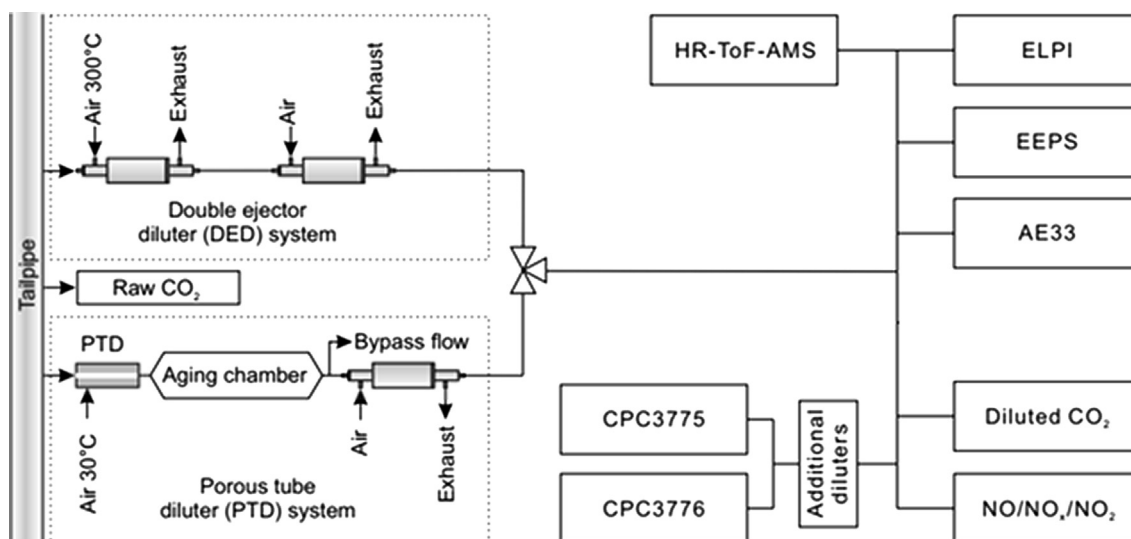 Tailpipe
Air 300°C
Exhaust
Air
Exhaust
Double ejector
diluter (DED) system
Raw CO₂
PTD
Aging chamber
Bypass flow
Air 30°C
Air
Exhaust
Porous tube
diluter (PTD) system
HR-ToF-AMS
ELPI
EEPS
AE33
CPC3775
CPC3776
Additional
diluters
Diluted CO₂
NO/NOₓ/NO₂